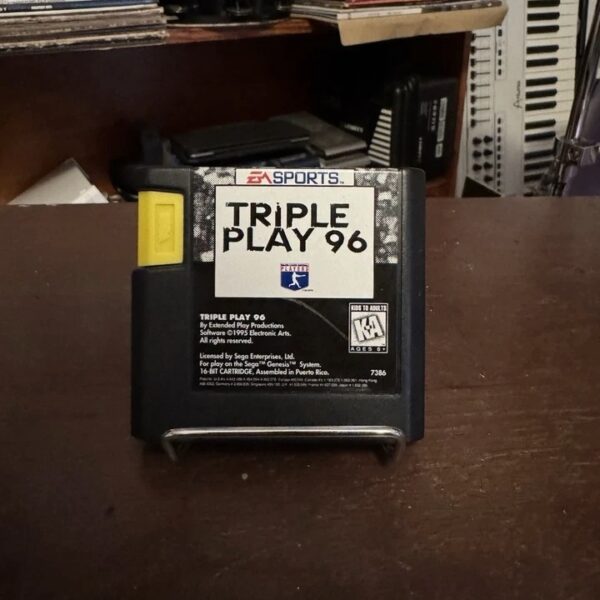 EA SPORTS™
TRiPLE
PLAY 96
PLAYERS
TRIPLE PLAY 96
By Extended Play Productions
Software ©1995 Electronic Arts.
All rights reserved.
KIDS TO ADULTS
KA
AGES 6+
Licensed by Sega Enterprises, Ltd.
For play on the Sega™ Genesis™ System.
16-BIT CARTRIDGE, Assembled in Puerto Rico.
7386